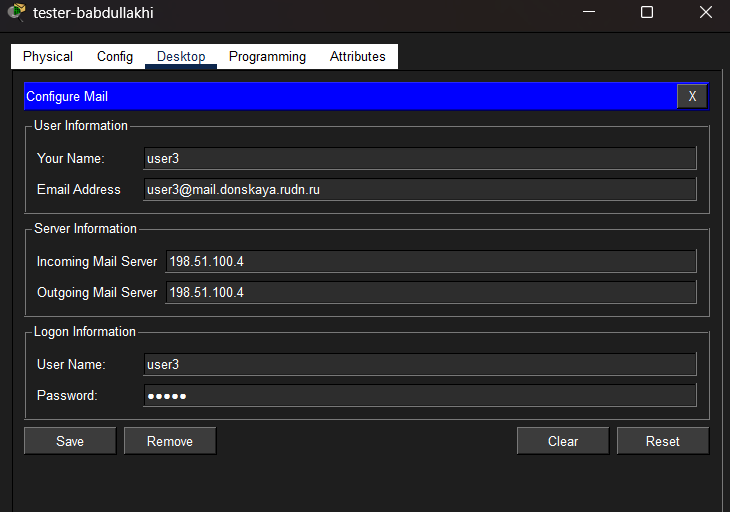 tester-babdullakhi
Physical Config Desktop Programming Attributes
Configure Mail X
User Information
Your Name: user3
Email Address user3@mail.donskaya.rudn.ru
Server Information
Incoming Mail Server 198.51.100.4
Outgoing Mail Server 198.51.100.4
Logon Information
User Name: user3
Password: ●●●●●
Save Remove Clear Reset